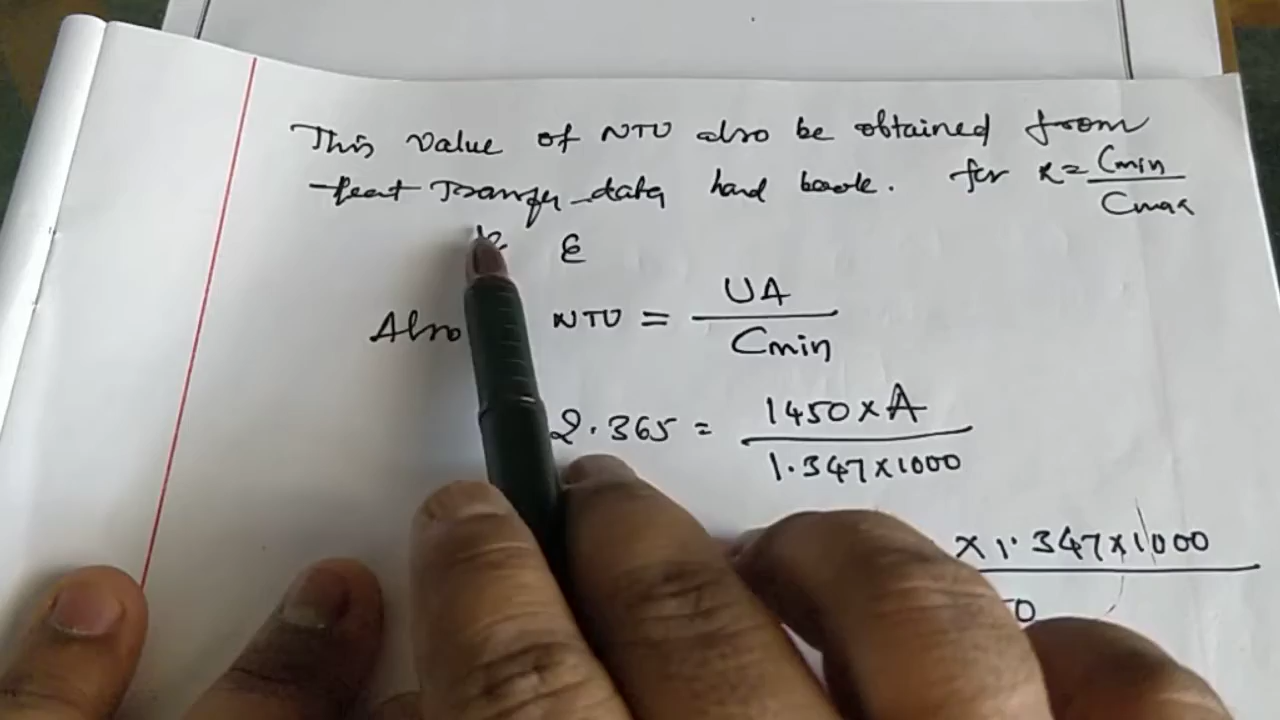 This value of NTU also be obtained from
Heat Transfer data hand book. for R = Cmin / Cmax
& ε
Also NTU = UA / Cmin
2.365 = 1450 x A / 1.347 x 1000
x 1.347 x 1000
50